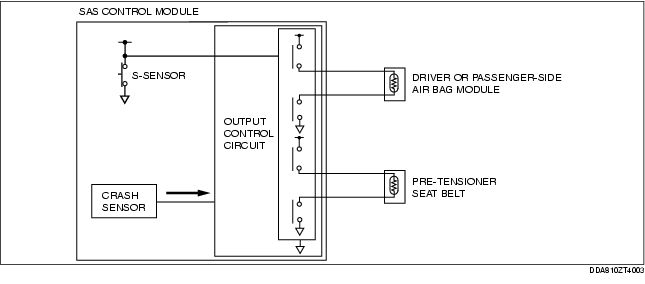 SAS CONTROL MODULE
S-SENSOR
DRIVER OR PASSENGER-SIDE
AIR BAG MODULE
OUTPUT
CONTROL
CIRCUIT
PRE-TENSIONER
SEAT BELT
CRASH
SENSOR
DDA810ZT4003